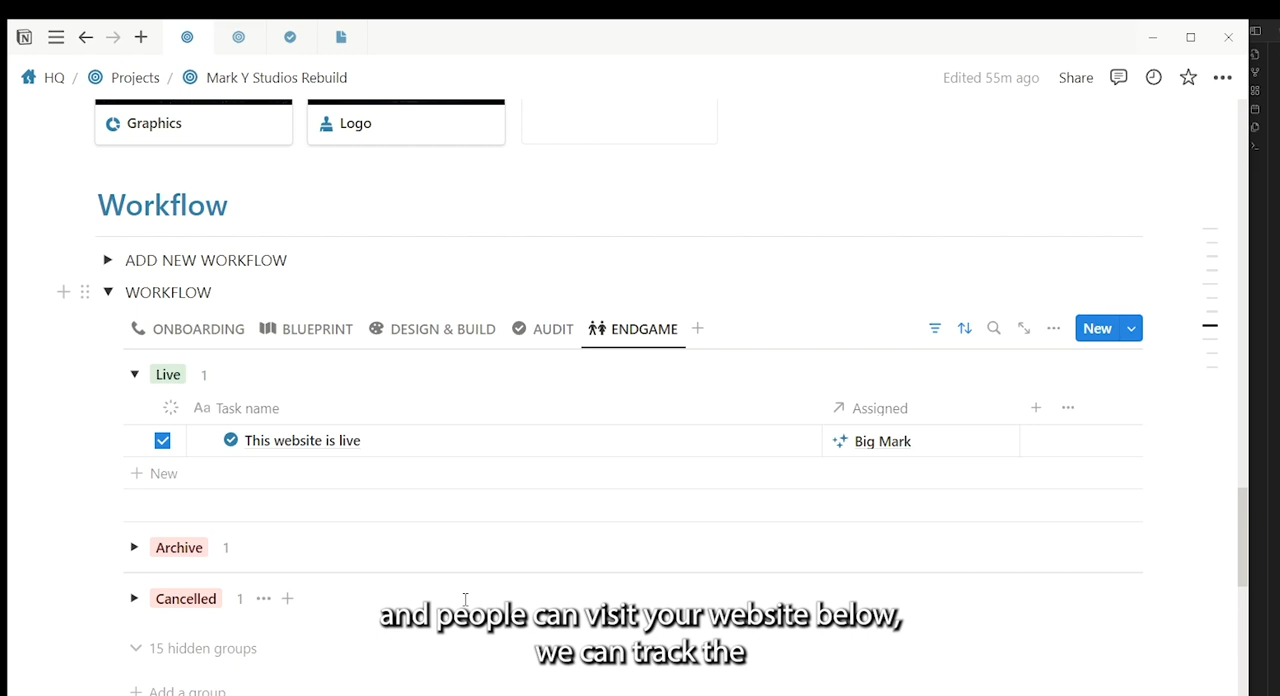 HQ / Projects / Mark Y Studios Rebuild
Edited 55m ago Share
Graphics
Logo
Workflow
ADD NEW WORKFLOW
WORKFLOW
ONBOARDING BLUEPRINT DESIGN & BUILD AUDIT ENDGAME
New
Live 1
Aa Task name Assigned
This website is live Big Mark
New
Archive 1
Cancelled 1
and people can visit your website below,
we can track the
15 hidden groups
Add a group